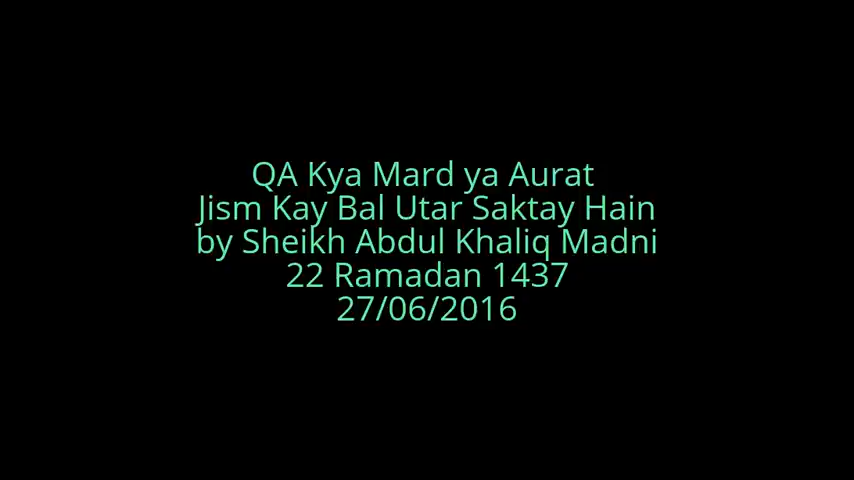 QA Kya Mard ya Aurat
Jism Kay Bal Utar Saktay Hain
by Sheikh Abdul Khaliq Madni
22 Ramadan 1437
27/06/2016